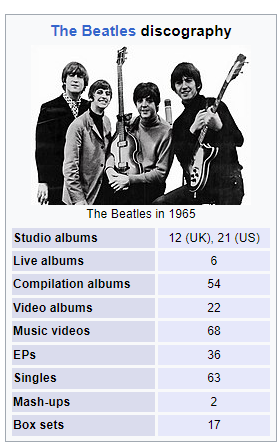 The Beatles discography
The Beatles in 1965
Studio albums 12 (UK), 21 (US)
Live albums 6
Compilation albums 54
Video albums 22
Music videos 68
EPs 36
Singles 63
Mash-ups 2
Box sets 17